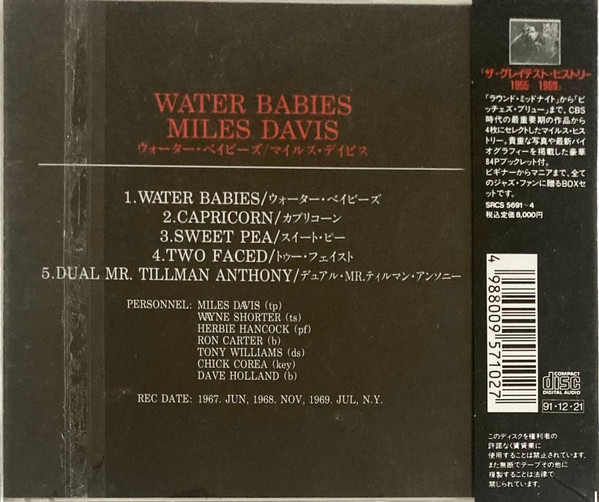 WATER BABIES
MILES DAVIS
ウォーター・ベイビーズ/マイルス・デイビス
1.WATER BABIES/ウォーター・ベイビーズ
2.CAPRICORN/カプリコーン
3.SWEET PEA/スイート・ピー
4.TWO FACED/トゥー・フェイスト
5.DUAL MR. TILLMAN ANTHONY/デュアル・MR.ティルマン・アンソニー
PERSONNEL: MILES DAVIS (tp)
WAYNE SHORTER (ts)
HERBIE HANCOCK (pf)
RON CARTER (b)
TONY WILLIAMS (ds)
CHICK COREA (key)
DAVE HOLLAND (b)
REC DATE: 1967. JUN, 1968. NOV, 1969. JUL, N.Y.
『ザ・グレイテスト・ヒストリー
1955-1969』
「ラウンド・ミッドナイト」から「ビ
ッチェズ・ブリュー」まで、CBS
時代の最重要期の作品から
4枚にセレクトしたマイルス・ヒス
トリー。貴重な写真や最新バイ
オグラフィーを掲載した豪華
84Pブックレット付。
ビギナーからマニアまで、全て
のジャズ・ファンに贈るBOXセ
ットです。
SRCS 5691~4
税込定価8,000円
4 988009 571027
COMPACT
disc
DIGITAL AUDIO
91・12・21
このディスクを権利者の
許諾なく賃貸業に
使用することは禁止されています。
また無断でテープその他に
複製することは法律で
禁じられています。